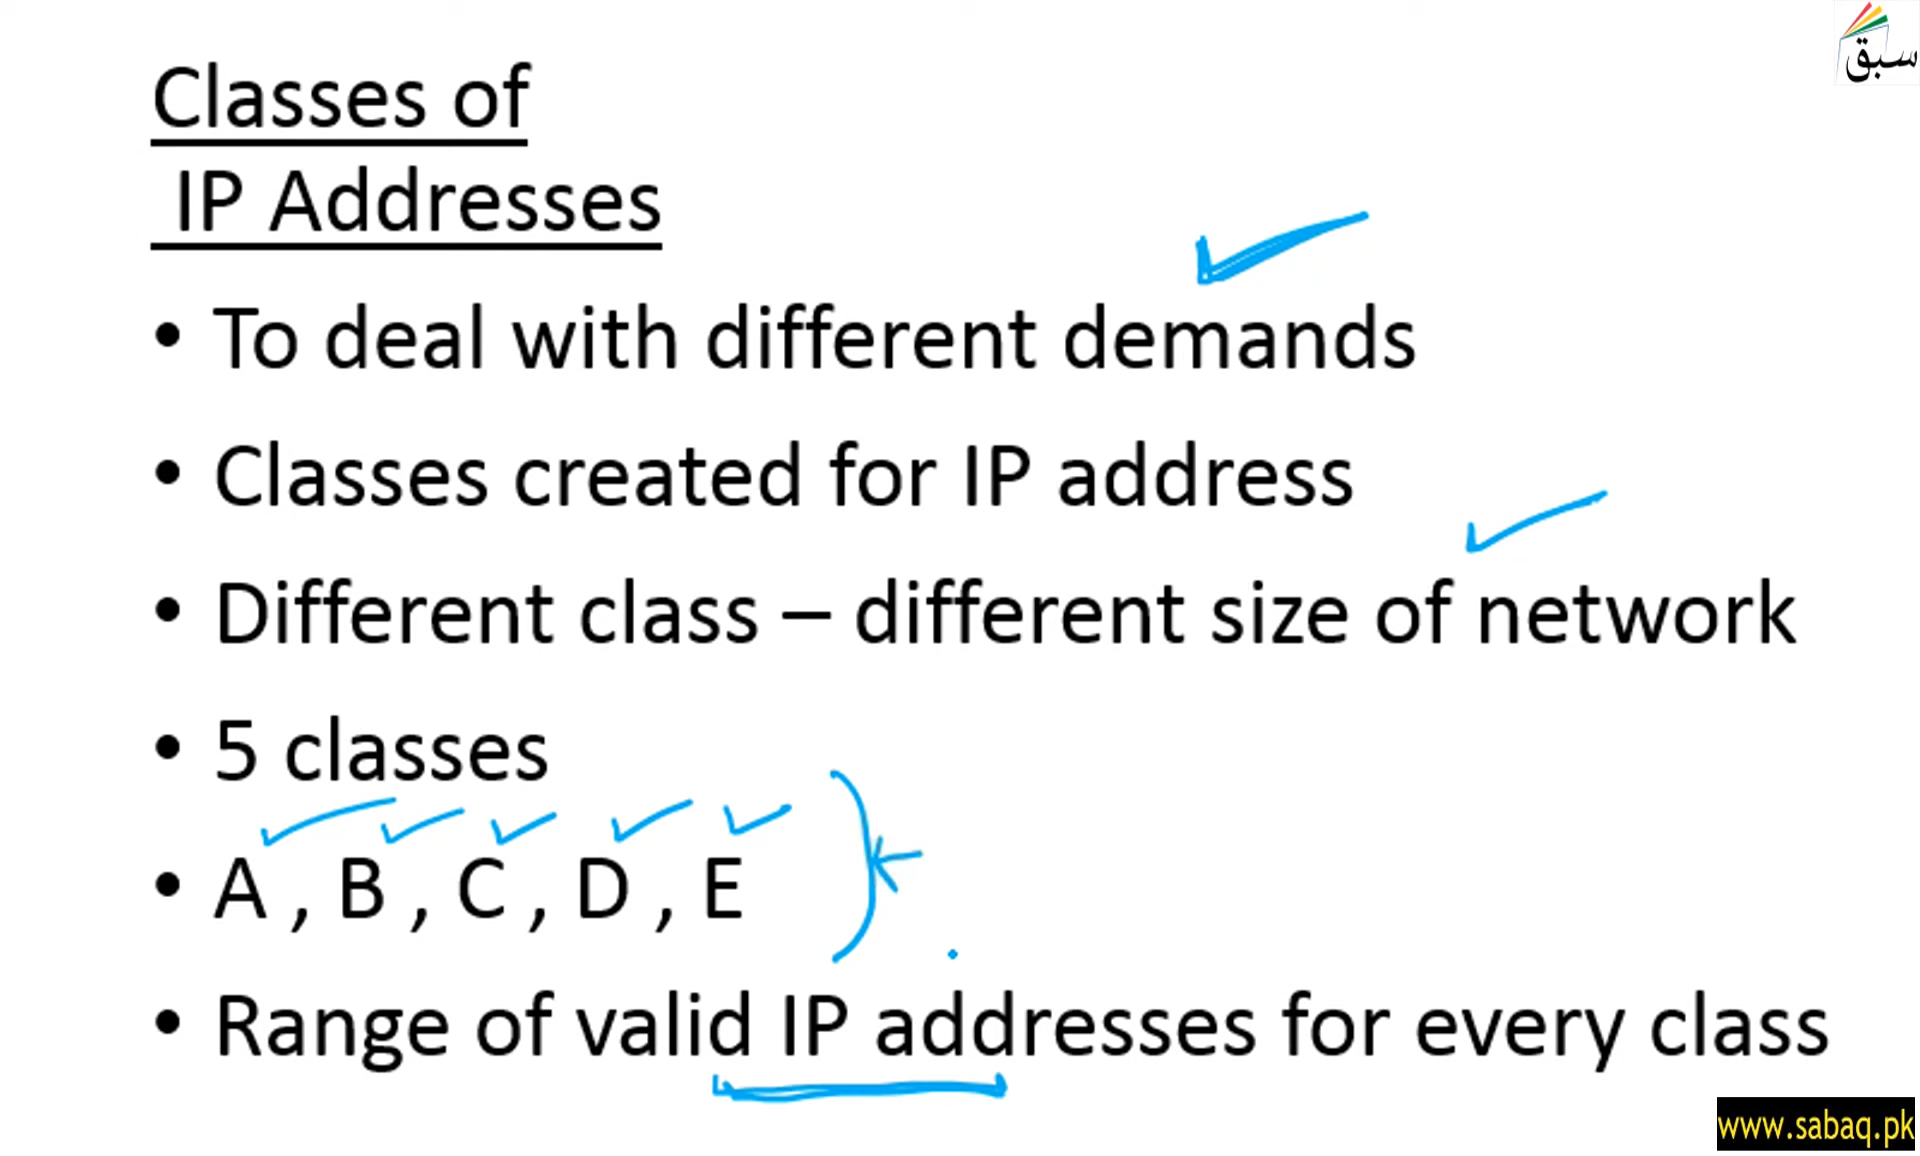 سبق
Classes of
IP Addresses
• To deal with different demands
• Classes created for IP address
• Different class – different size of network
• 5 classes
• A , B , C , D , E
• Range of valid IP addresses for every class
www.sabaq.pk